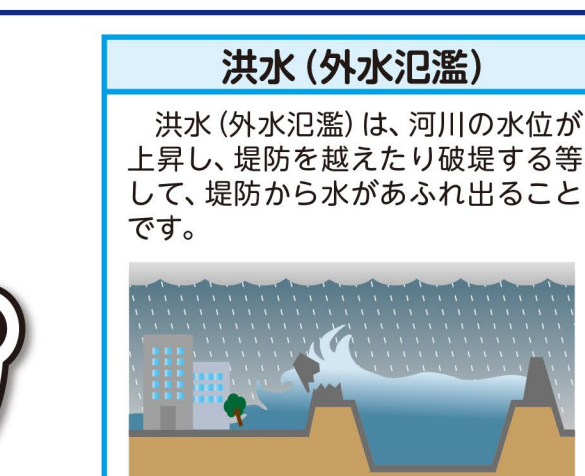 洪水(外水氾濫)
洪水(外水氾濫)は、河川の水位が
上昇し、堤防を越えたり破堤する等
して、堤防から水があふれ出ること
です。